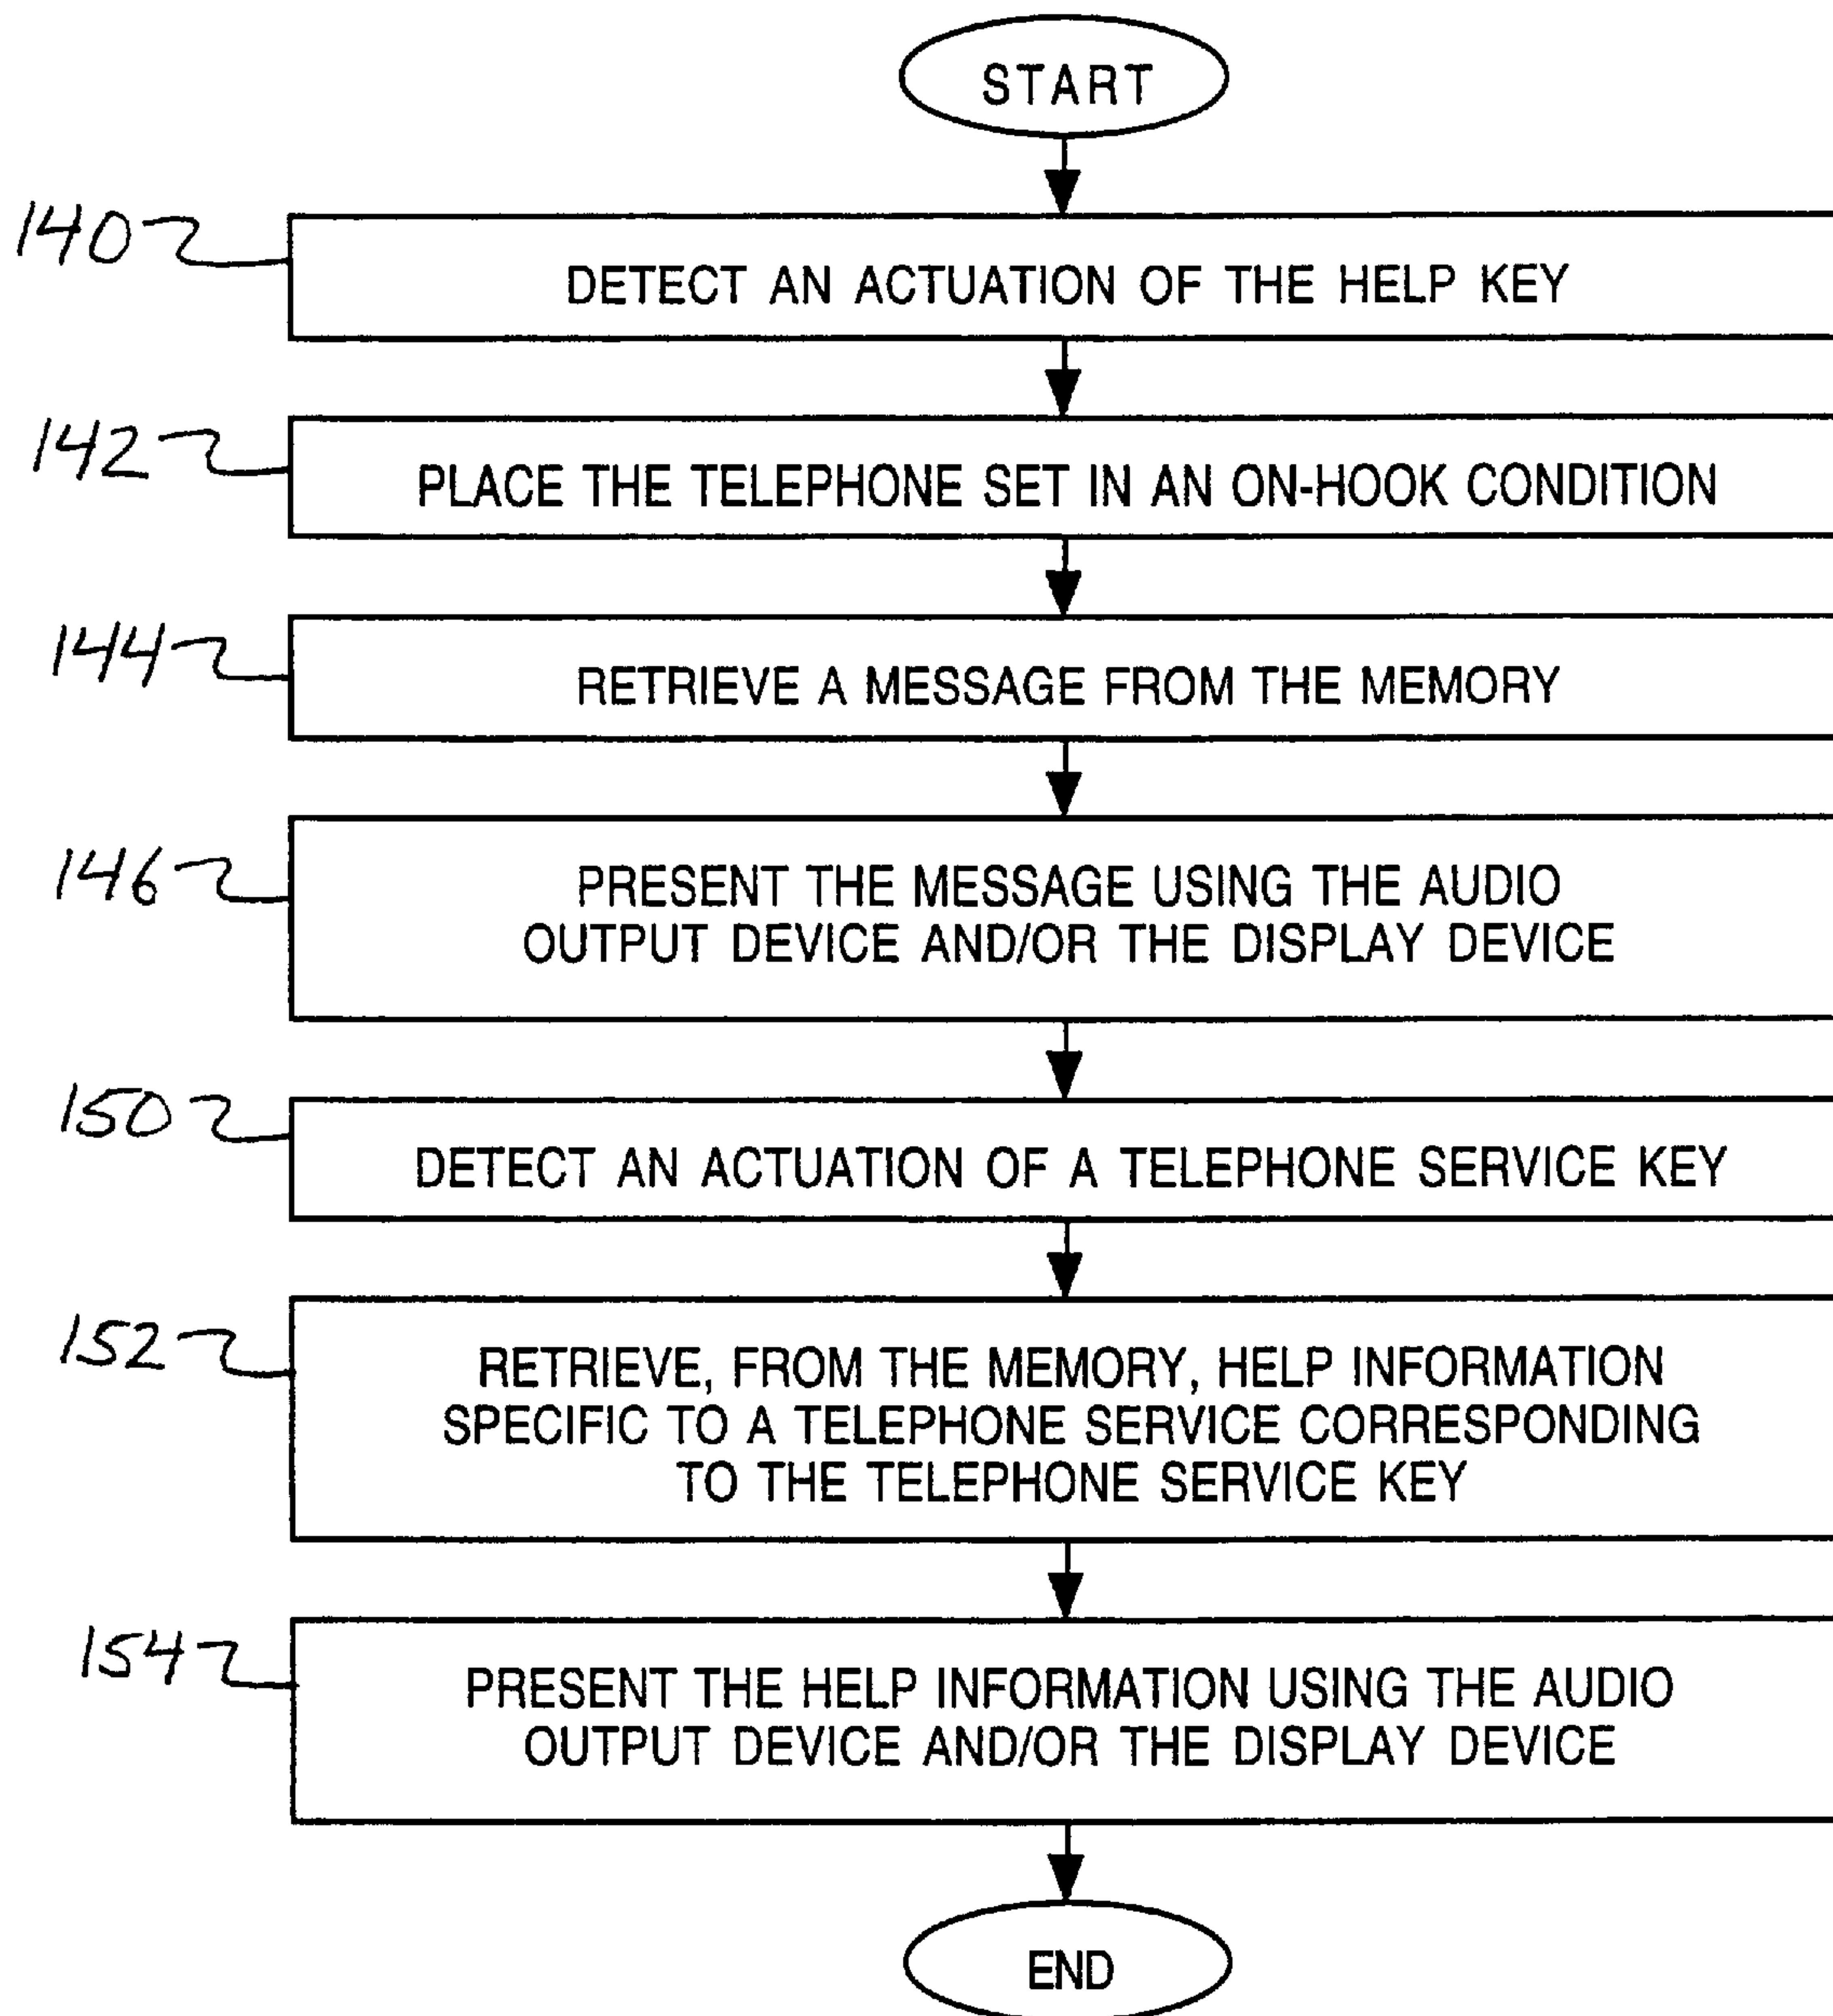 START
140
DETECT AN ACTUATION OF THE HELP KEY
142
PLACE THE TELEPHONE SET IN AN ON-HOOK CONDITION
144
RETRIEVE A MESSAGE FROM THE MEMORY
146
PRESENT THE MESSAGE USING THE AUDIO
OUTPUT DEVICE AND/OR THE DISPLAY DEVICE
150
DETECT AN ACTUATION OF A TELEPHONE SERVICE KEY
152
RETRIEVE, FROM THE MEMORY, HELP INFORMATION
SPECIFIC TO A TELEPHONE SERVICE CORRESPONDING
TO THE TELEPHONE SERVICE KEY
154
PRESENT THE HELP INFORMATION USING THE AUDIO
OUTPUT DEVICE AND/OR THE DISPLAY DEVICE
END